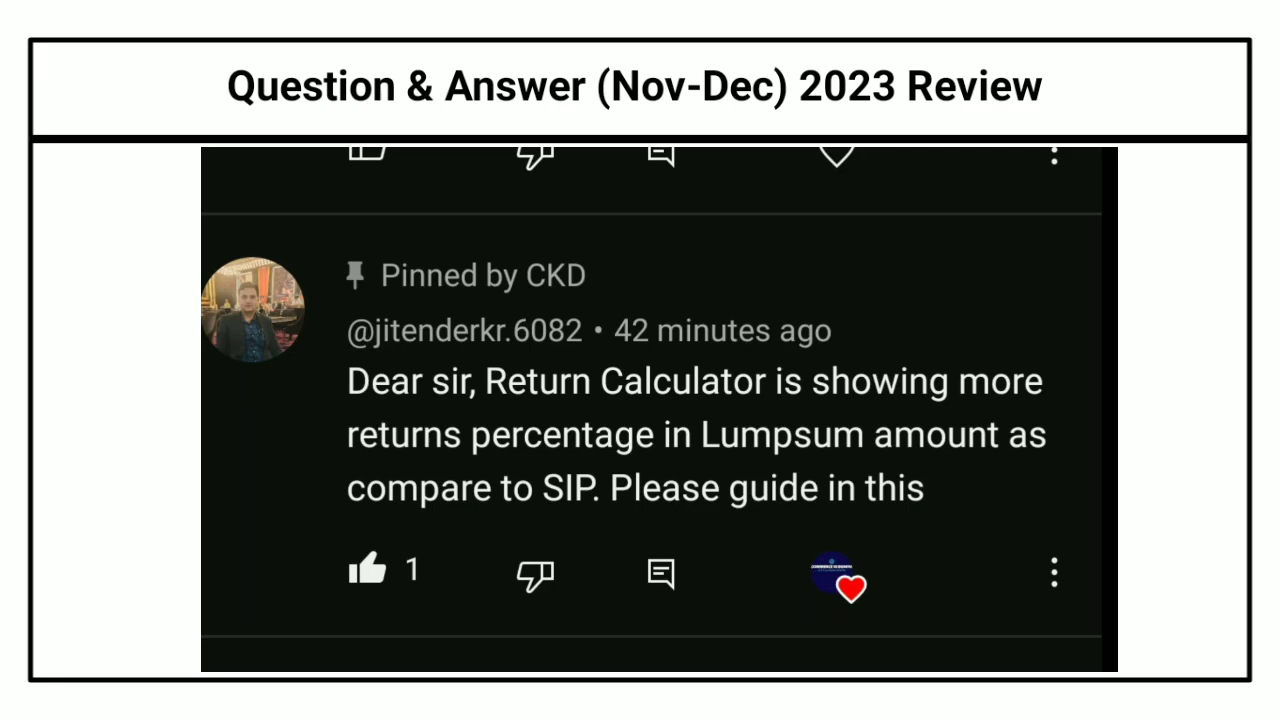 Question & Answer (Nov-Dec) 2023 Review
Pinned by CKD
@jitenderkr.6082 • 42 minutes ago
Dear sir, Return Calculator is showing more
returns percentage in Lumpsum amount as
compare to SIP. Please guide in this
1